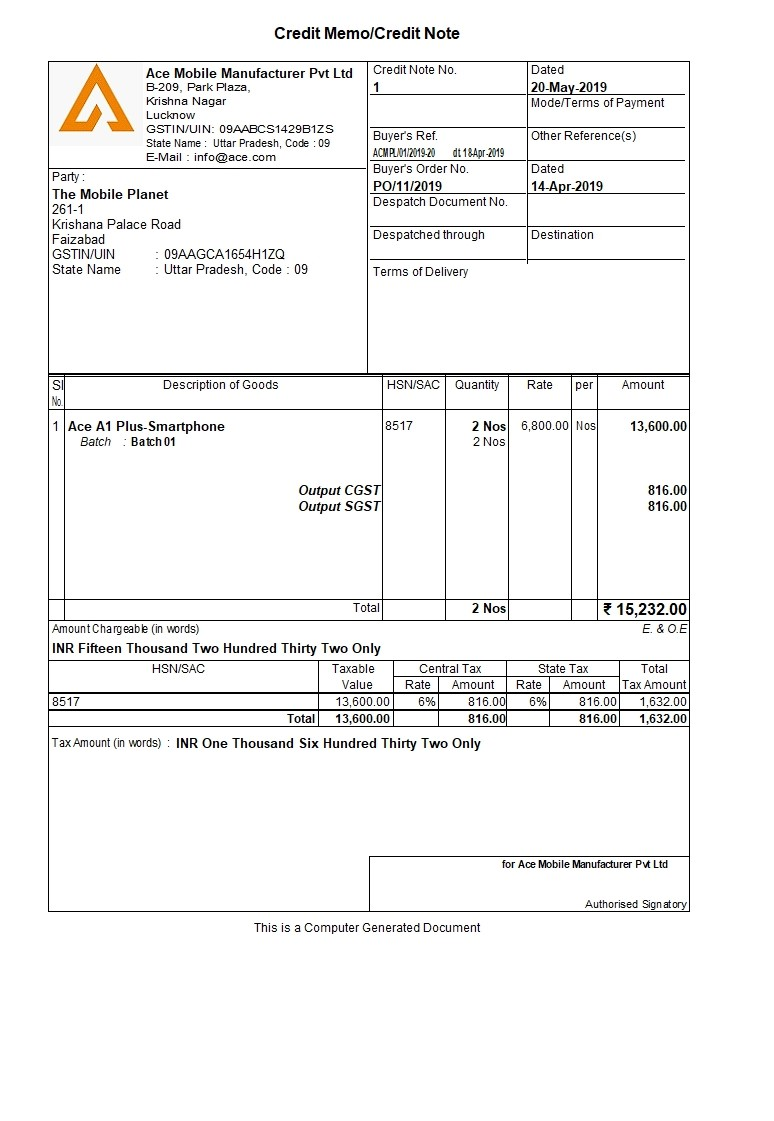 Credit Memo/Credit Note
Ace Mobile Manufacturer Pvt Ltd
B-209, Park Plaza,
Krishna Nagar
Lucknow
GSTIN/UIN: 09AABCS1429B1ZS
State Name : Uttar Pradesh, Code : 09
E-Mail : info@ace.com
Credit Note No.
1
Dated
20-May-2019
Mode/Terms of Payment
Buyer's Ref.
ACMPL/01/2019-20 dt. 18-Apr-2019
Other Reference(s)
Buyer's Order No.
PO/11/2019
Dated
14-Apr-2019
Despatch Document No.
Despatched through
Destination
Terms of Delivery
Party :
The Mobile Planet
261-1
Krishana Palace Road
Faizabad
GSTIN/UIN : 09AAGCA1654H1ZQ
State Name : Uttar Pradesh, Code : 09
Sl No. Description of Goods HSN/SAC Quantity Rate per Amount
1 Ace A1 Plus-Smartphone 8517 2 Nos 6,800.00 Nos 13,600.00
Batch : Batch 01 2 Nos
Output CGST 816.00
Output SGST 816.00
Total 2 Nos ₹ 15,232.00
Amount Chargeable (in words) E. & O.E
INR Fifteen Thousand Two Hundred Thirty Two Only
HSN/SAC Taxable Central Tax State Tax Total
Value Rate Amount Rate Amount Tax Amount
8517 13,600.00 6% 816.00 6% 816.00 1,632.00
Total 13,600.00 816.00 816.00 1,632.00
Tax Amount (in words) : INR One Thousand Six Hundred Thirty Two Only
for Ace Mobile Manufacturer Pvt Ltd
Authorised Signatory
This is a Computer Generated Document